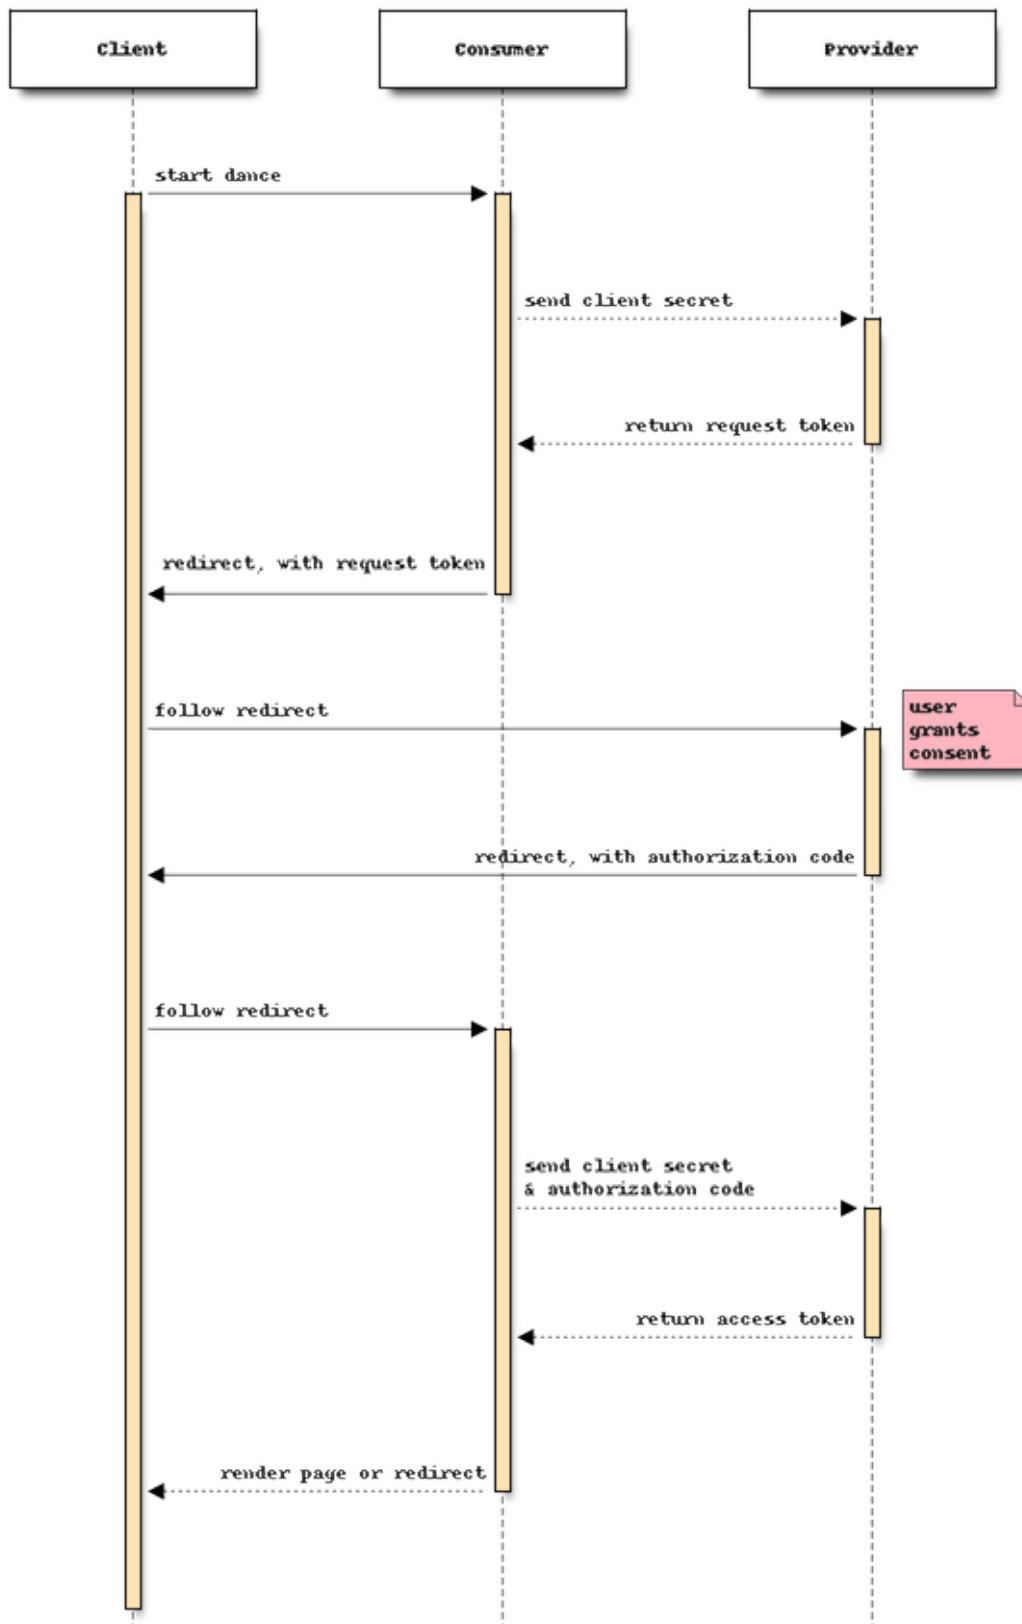 Client
Consumer
Provider
start dance
send client secret
return request token
redirect, with request token
follow redirect
user
grants
consent
redirect, with authorization code
follow redirect
send client secret
& authorization code
return access token
render page or redirect